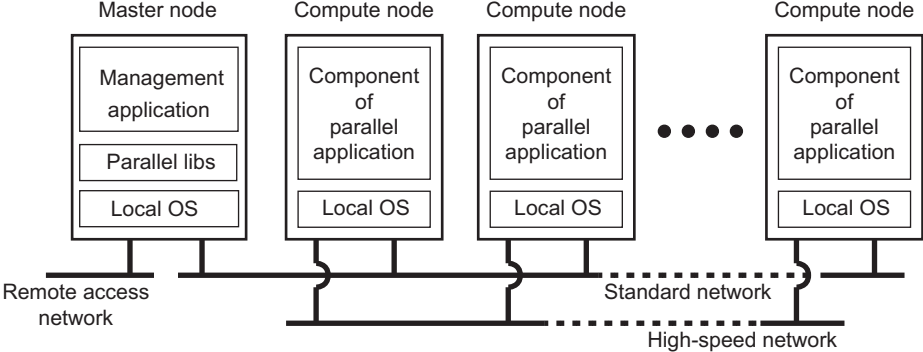 Master node
Compute node
Compute node
Compute node
Management
application
Parallel libs
Local OS
Component
of
parallel
application
Local OS
Component
of
parallel
application
Local OS
Component
of
parallel
application
Local OS
Remote access
network
Standard network
High-speed network